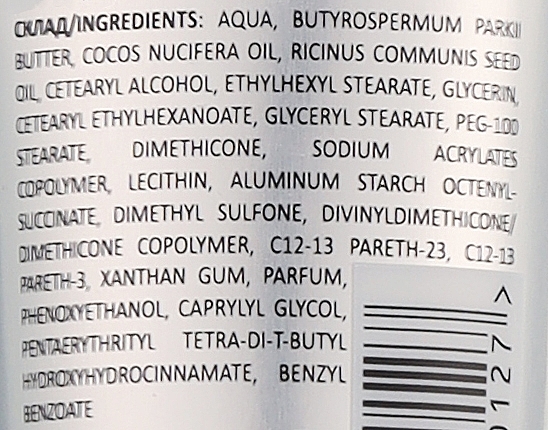 СКЛАД/INGREDIENTS: AQUA, BUTYROSPERMUM PARKII
BUTTER, COCOS NUCIFERA OIL, RICINUS COMMUNIS SEED
OIL, CETEARYL ALCOHOL, ETHYLHEXYL STEARATE, GLYCERIN,
CETEARYL ETHYLHEXANOATE, GLYCERYL STEARATE, PEG-100
STEARATE, DIMETHICONE, SODIUM ACRYLATES
COPOLYMER, LECITHIN, ALUMINUM STARCH OCTENYL-
SUCCINATE, DIMETHYL SULFONE, DIVINYLDIMETHICONE/
DIMETHICONE COPOLYMER, C12-13 PARETH-23, C12-13
PARETH-3, XANTHAN GUM, PARFUM,
PHENOXYETHANOL, CAPRYLYL GLYCOL,
PENTAERYTHRITYL TETRA-DI-T-BUTYL
HYDROXYHYDROCINNAMATE, BENZYL
BENZOATE
0127 >